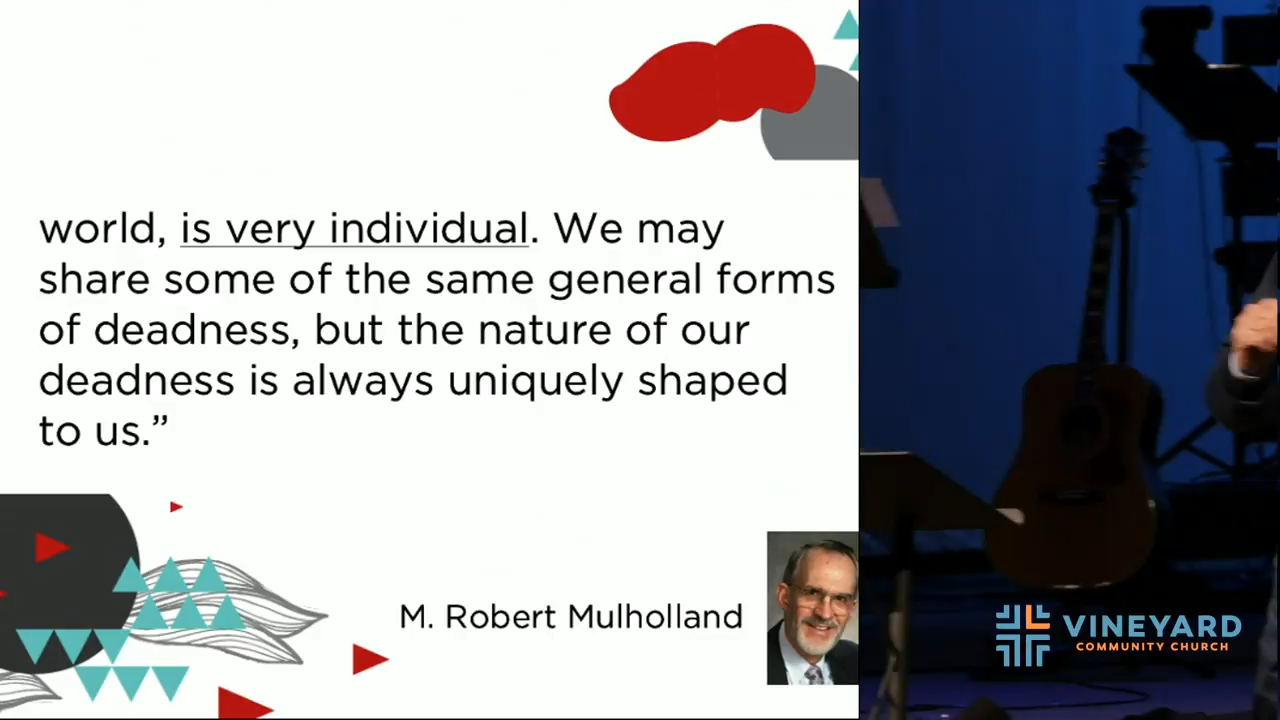 world, is very individual. We may
share some of the same general forms
of deadness, but the nature of our
deadness is always uniquely shaped
to us.”
M. Robert Mulholland
VINEYARD
COMMUNITY CHURCH